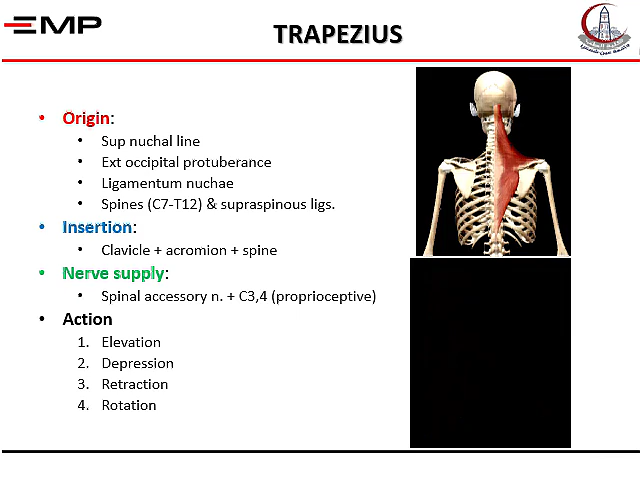 EMP
TRAPEZIUS
• Origin:
• Sup nuchal line
• Ext occipital protuberance
• Ligamentum nuchae
• Spines (C7-T12) & supraspinous ligs.
• Insertion:
• Clavicle + acromion + spine
• Nerve supply:
• Spinal accessory n. + C3,4 (proprioceptive)
• Action
1. Elevation
2. Depression
3. Retraction
4. Rotation